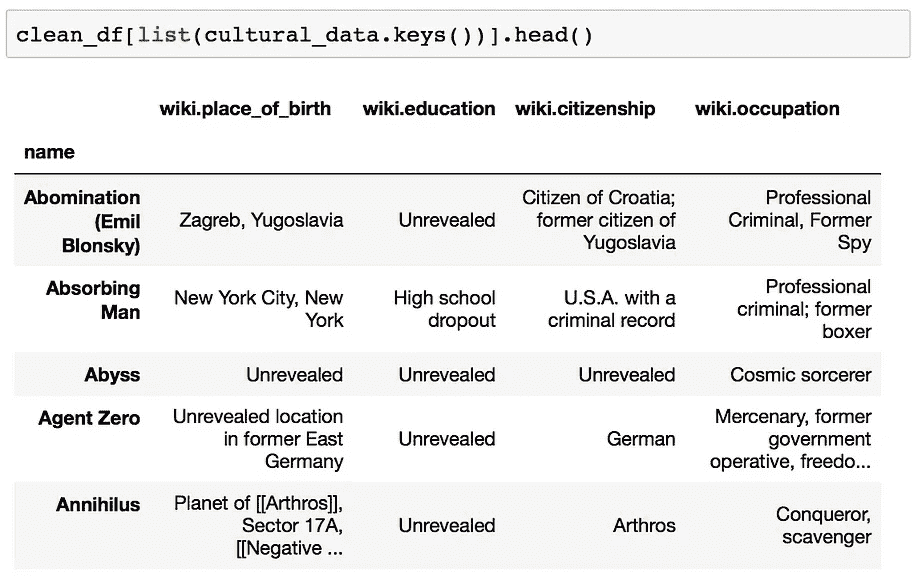 clean_df[list(cultural_data.keys())].head()
wiki.place_of_birth wiki.education wiki.citizenship wiki.occupation
name
Abomination (Emil Blonsky) Zagreb, Yugoslavia Unrevealed Citizen of Croatia; former citizen of Yugoslavia Professional Criminal, Former Spy
Absorbing Man New York City, New York High school dropout U.S.A. with a criminal record Professional criminal; former boxer
Abyss Unrevealed Unrevealed Unrevealed Cosmic sorcerer
Agent Zero Unrevealed location in former East Germany Unrevealed German Mercenary, former government operative, freedo...
Annihilus Planet of [[Arthros]], Sector 17A, [[Negative ... Unrevealed Arthros Conqueror, scavenger